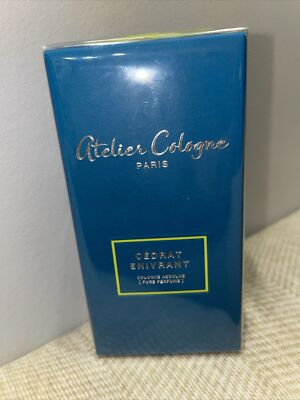 Atelier Cologne
PARIS
CÉDRAT
ENIVRANT
COLOGNE ABSOLUE
[ PURE PERFUME ]